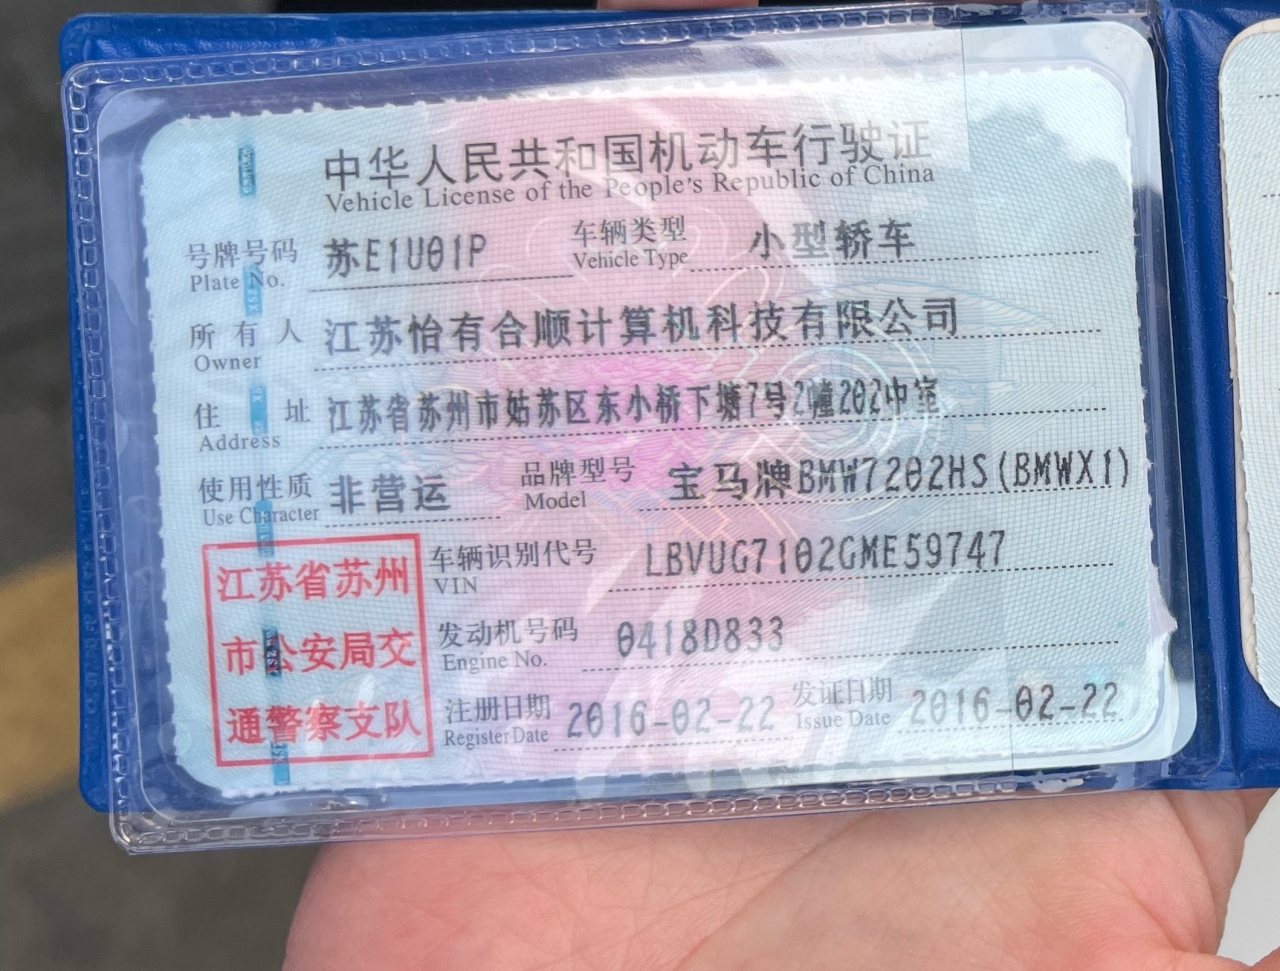 中华人民共和国机动车行驶证
Vehicle License of the People's Republic of China
号牌号码 苏E1U01P 车辆类型 小型轿车
Plate No. Vehicle Type
所有人 江苏怡有合顺计算机科技有限公司
Owner
住址 江苏省苏州市姑苏区东小桥下塘7号2幢202中室
Address
使用性质 非营运 品牌型号 宝马牌BMW7202HS(BMWX1)
Use Character Model
车辆识别代号 LBVUG7102GME59747
VIN
发动机号码 0418D833
Engine No.
注册日期 2016-02-22 发证日期 2016-02-22
Register Date Issue Date
江苏省苏州
市公安局交
通警察支队